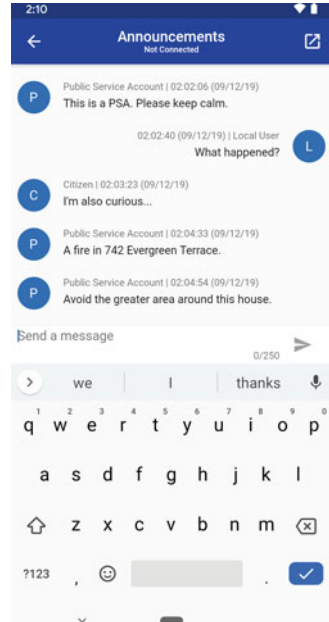 2:10
Announcements
Not Connected
Public Service Account | 02:02:06 (09/12/19)
P
This is a PSA. Please keep calm.
02:02:40 (09/12/19) | Local User
What happened?
L
Citizen | 02:03:23 (09/12/19)
C
I'm also curious...
Public Service Account | 02:04:33 (09/12/19)
P
A fire in 742 Evergreen Terrace.
Public Service Account | 02:04:54 (09/12/19)
P
Avoid the greater area around this house.
Send a message
0/250
we I thanks
1 2 3 4 5 6 7 8 9 0
q w e r t y u i o p
a s d f g h j k l
z x c v b n m
?123 , .